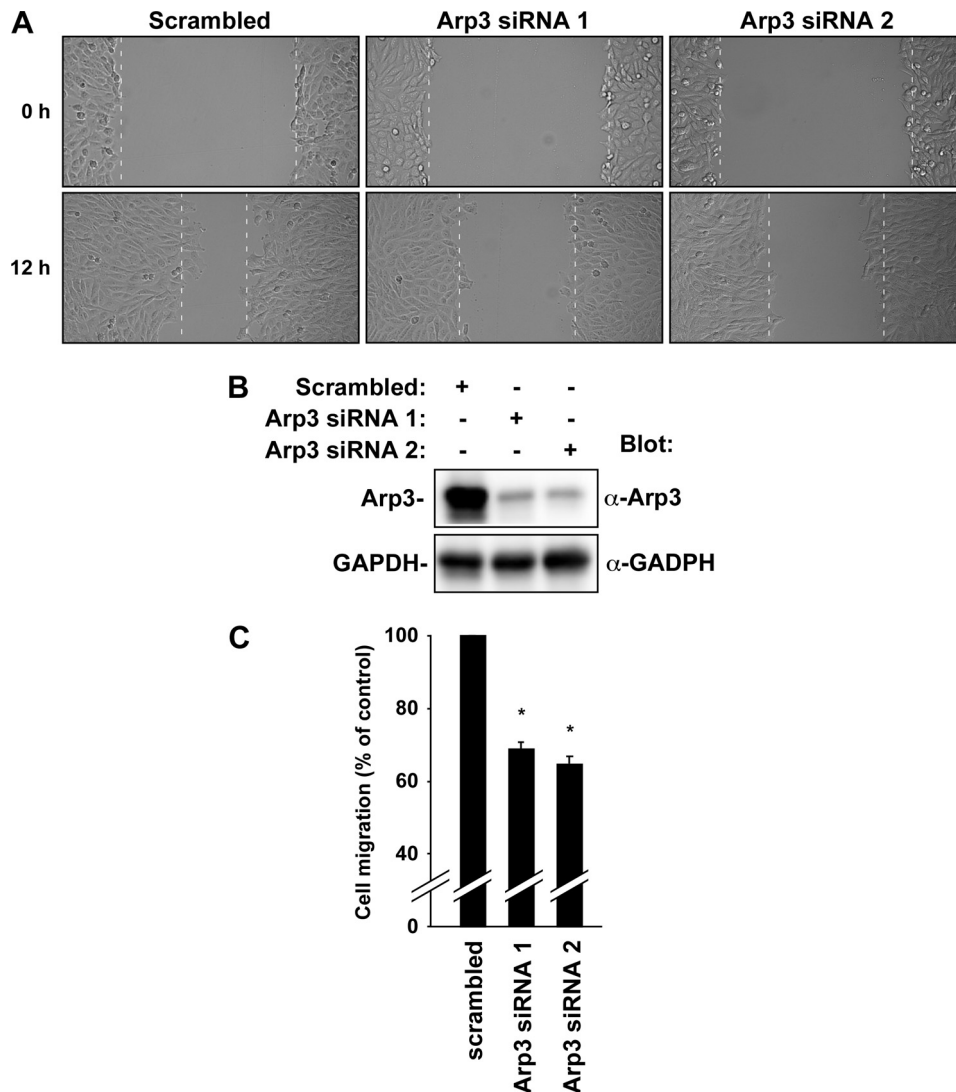 A
Scrambled Arp3 siRNA 1 Arp3 siRNA 2
0 h
12 h
B
Scrambled: + - -
Arp3 siRNA 1: - + -
Arp3 siRNA 2: - - + Blot:
Arp3- α-Arp3
GAPDH- α-GADPH
C
Cell migration (% of control)
100
80
60
40
0
* *
scrambled
Arp3 siRNA 1
Arp3 siRNA 2